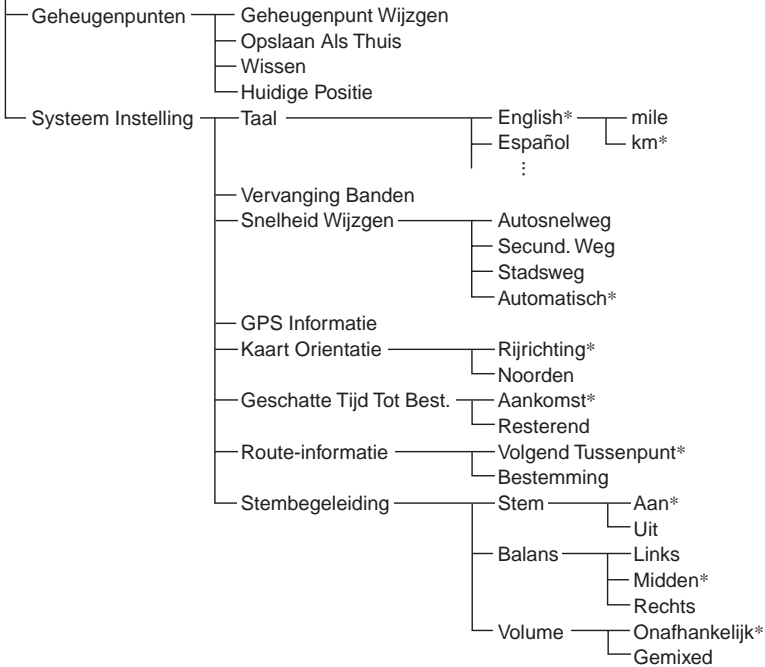 Geheugenpunten Geheugenpunt Wijzgen
Opslaan Als Thuis
Wissen
Huidige Positie
Systeem Instelling Taal English* mile
Español km*
⋮
Vervanging Banden
Snelheid Wijzgen Autosnelweg
Secund. Weg
Stadsweg
Automatisch*
GPS Informatie
Kaart Orientatie Rijrichting*
Noorden
Geschatte Tijd Tot Best. Aankomst*
Resterend
Route-informatie Volgend Tussenpunt*
Bestemming
Stembegeleiding Stem Aan*
Uit
Balans Links
Midden*
Rechts
Volume Onafhankelijk*
Gemixed